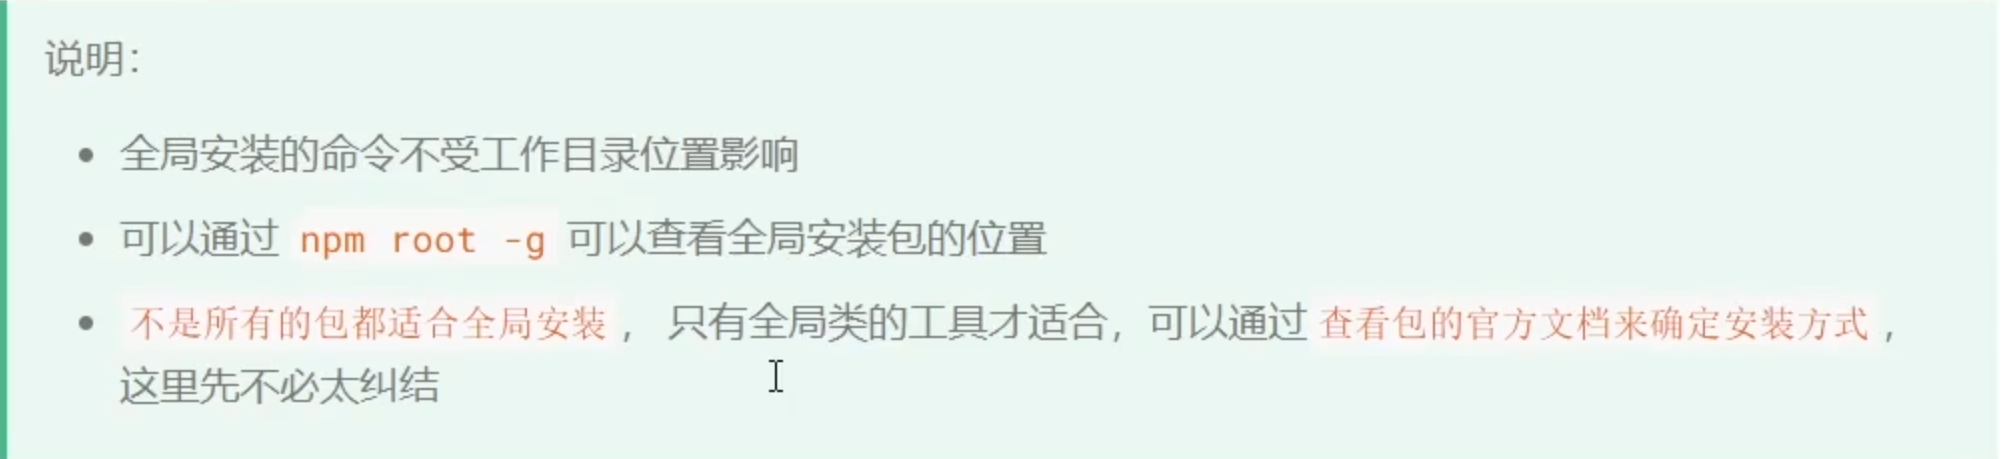 说明：
全局安装的命令不受工作目录位置影响
可以通过 npm root -g 可以查看全局安装包的位置
不是所有的包都适合全局安装， 只有全局类的工具才适合，可以通过 查看包的官方文档来确定安装方式，
这里先不必太纠结